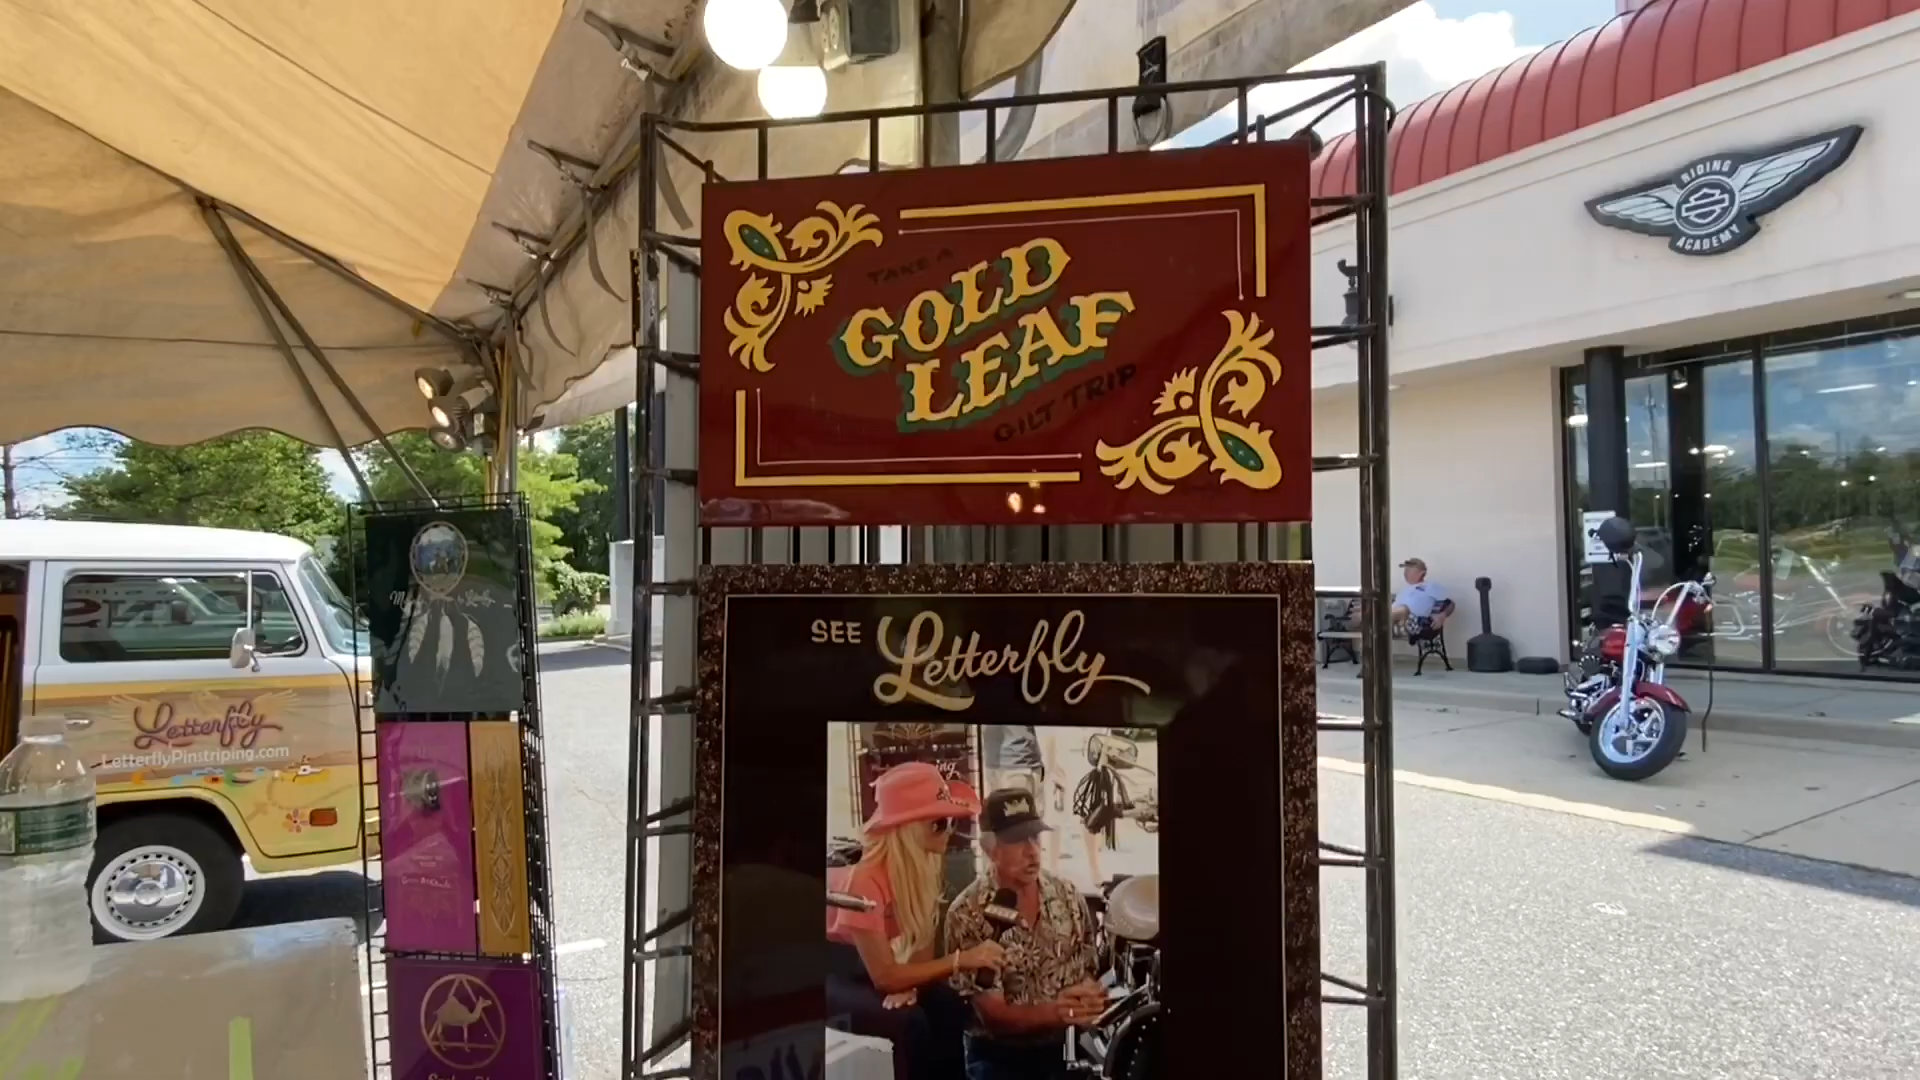 TAKE A
GOLD
LEAF
GILT TRIP
SEE Letterfly
RIDING
ACADEMY
Letterfly
LetterflyPinstriping.com